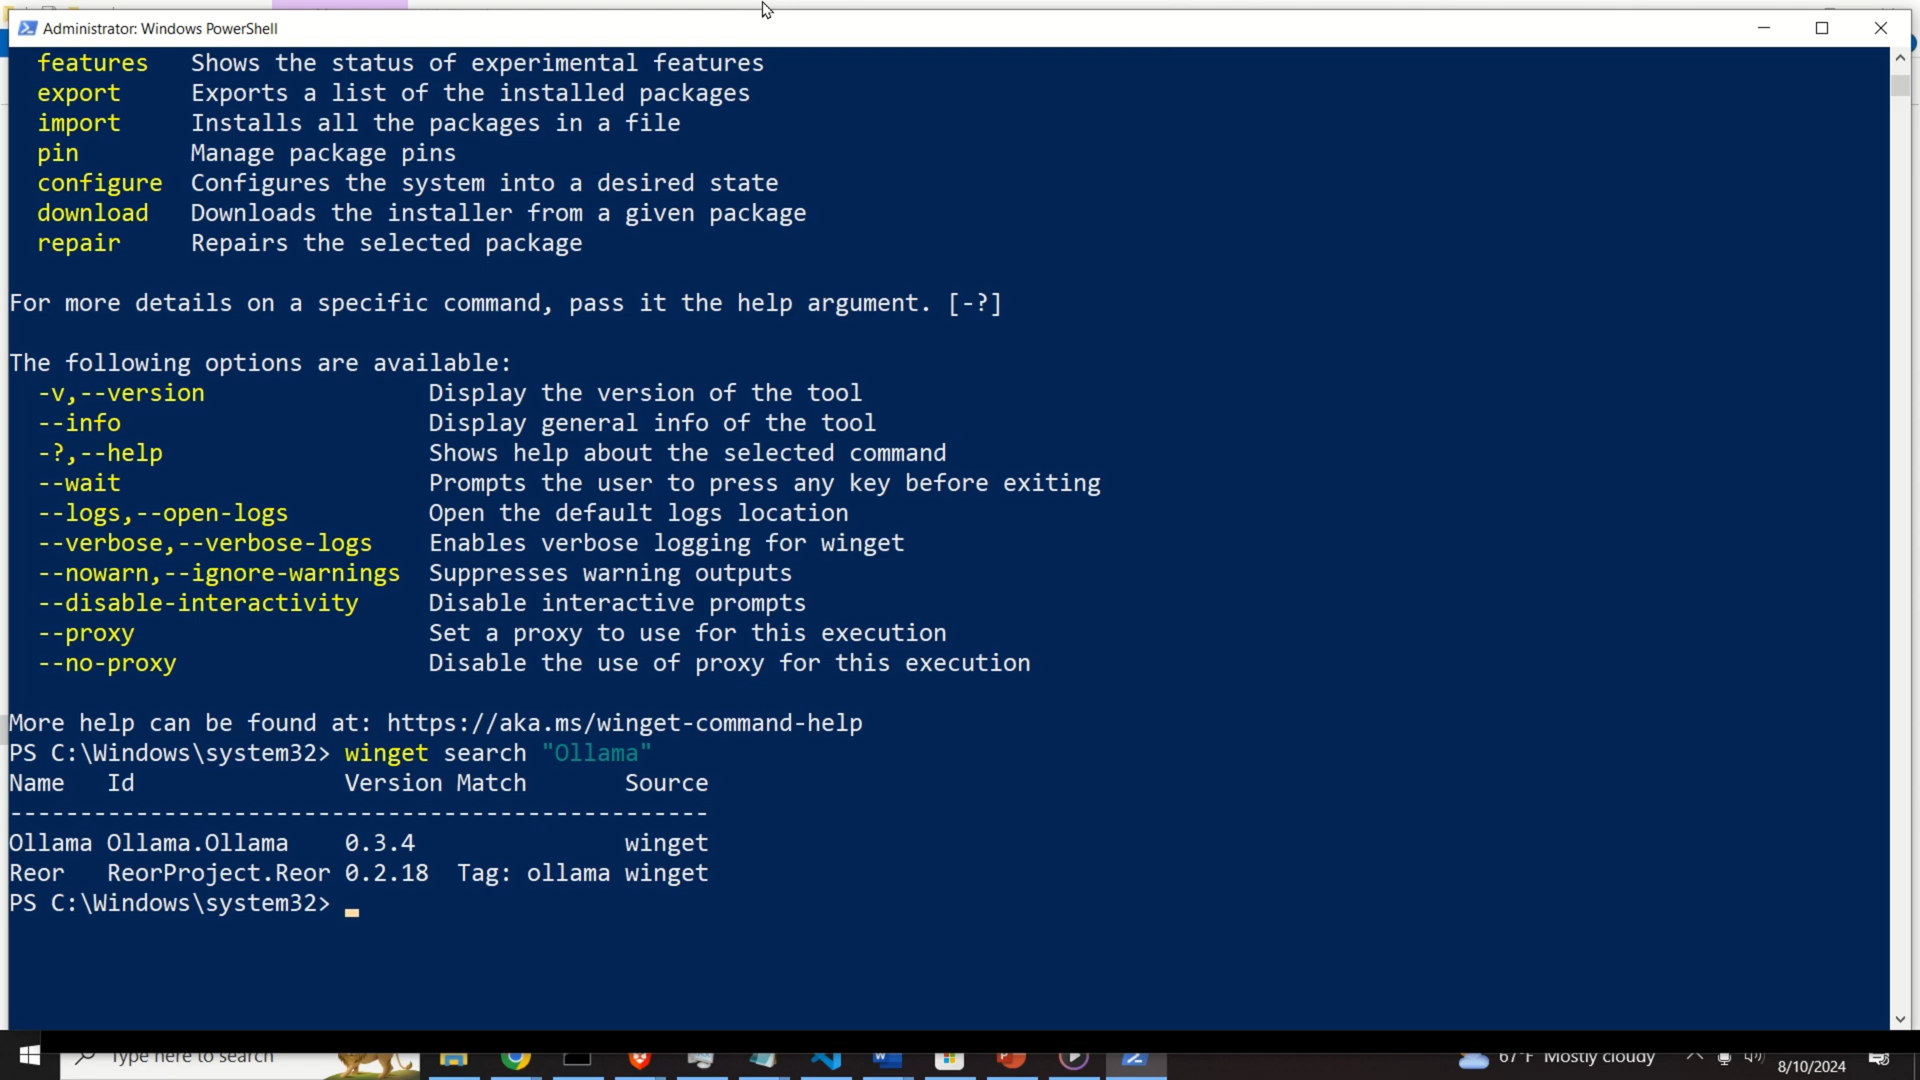 Administrator: Windows PowerShell
features   Shows the status of experimental features
export     Exports a list of the installed packages
import     Installs all the packages in a file
pin        Manage package pins
configure  Configures the system into a desired state
download   Downloads the installer from a given package
repair     Repairs the selected package
For more details on a specific command, pass it the help argument. [-?]
The following options are available:
-v,--version                Display the version of the tool
--info                      Display general info of the tool
-?,--help                   Shows help about the selected command
--wait                      Prompts the user to press any key before exiting
--logs,--open-logs          Open the default logs location
--verbose,--verbose-logs    Enables verbose logging for winget
--nowarn,--ignore-warnings  Suppresses warning outputs
--disable-interactivity     Disable interactive prompts
--proxy                     Set a proxy to use for this execution
--no-proxy                  Disable the use of proxy for this execution
More help can be found at: https://aka.ms/winget-command-help
PS C:\Windows\system32> winget search "Ollama"
Name   Id               Version Match       Source
--------------------------------------------------
Ollama Ollama.Ollama    0.3.4               winget
Reor   ReorProject.Reor 0.2.18  Tag: ollama winget
PS C:\Windows\system32>
Type here to search
67°F Mostly cloudy
8/10/2024